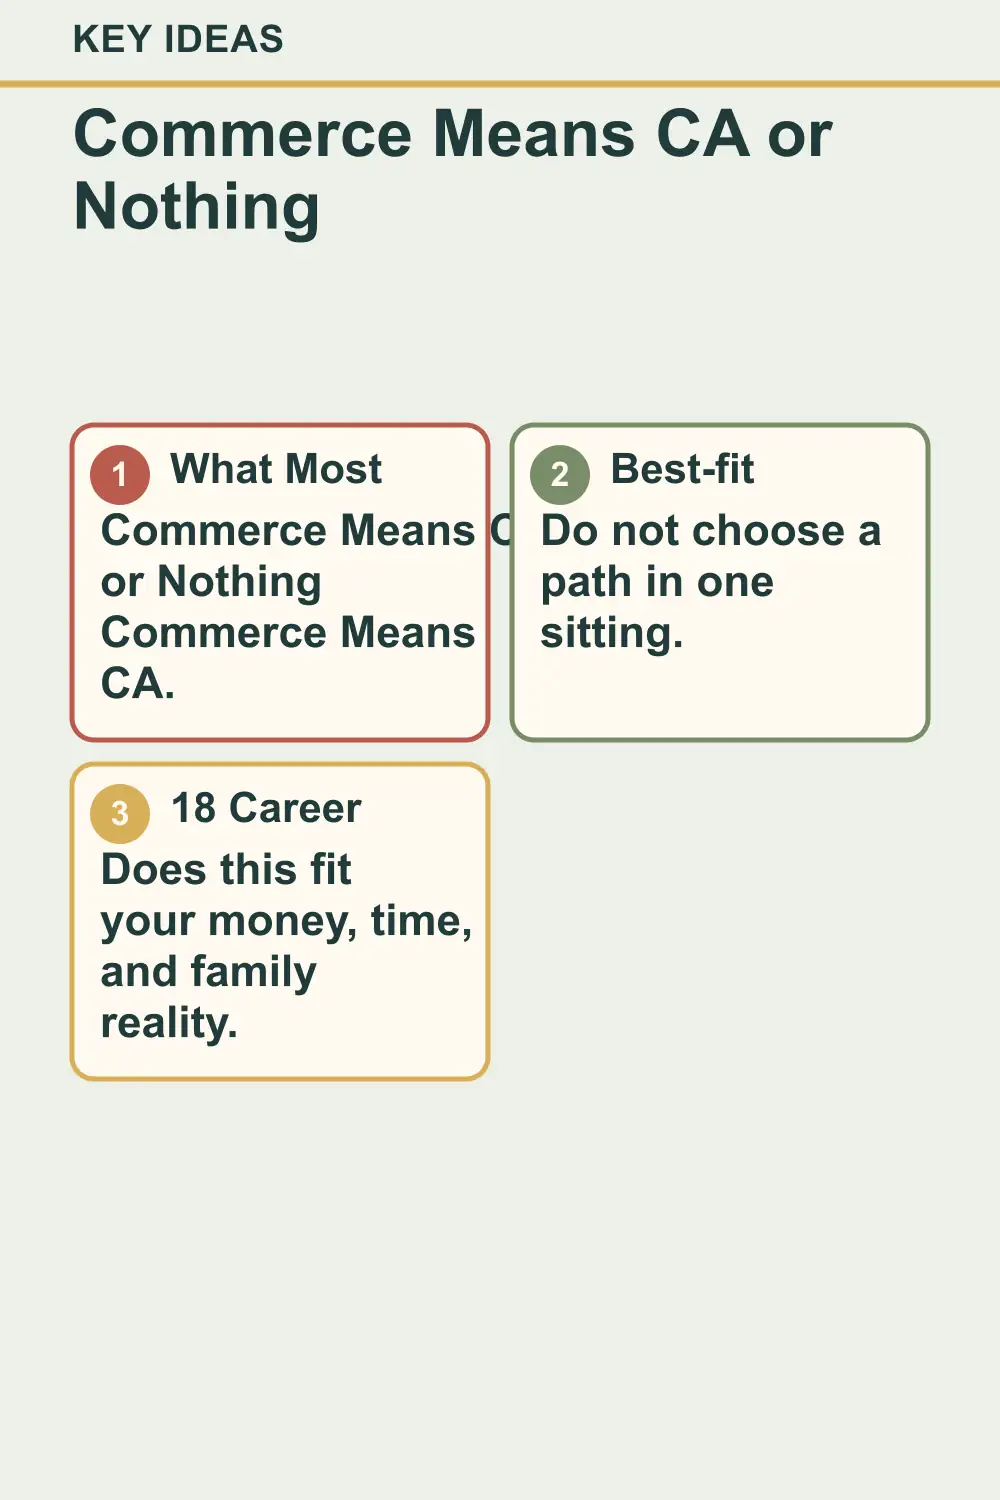 KEY IDEAS
Commerce Means CA or
Nothing
1 What Most
Commerce Means C
or Nothing
Commerce Means
CA.
2 Best-fit
Do not choose a
path in one
sitting.
3 18 Career
Does this fit
your money, time,
and family
reality.